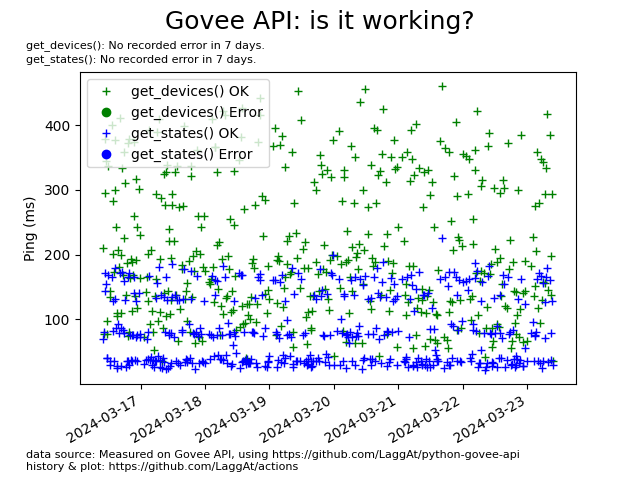 Govee API: is it working?
get_devices(): No recorded error in 7 days.
get_states(): No recorded error in 7 days.
get_devices() OK
get_devices() Error
get_states() OK
get_states() Error
Ping (ms)
400
300
200
100
2024-03-17
2024-03-18
2024-03-19
2024-03-20
2024-03-21
2024-03-22
2024-03-23
data source: Measured on Govee API, using https://github.com/LaggAt/python-govee-api
history & plot: https://github.com/LaggAt/actions